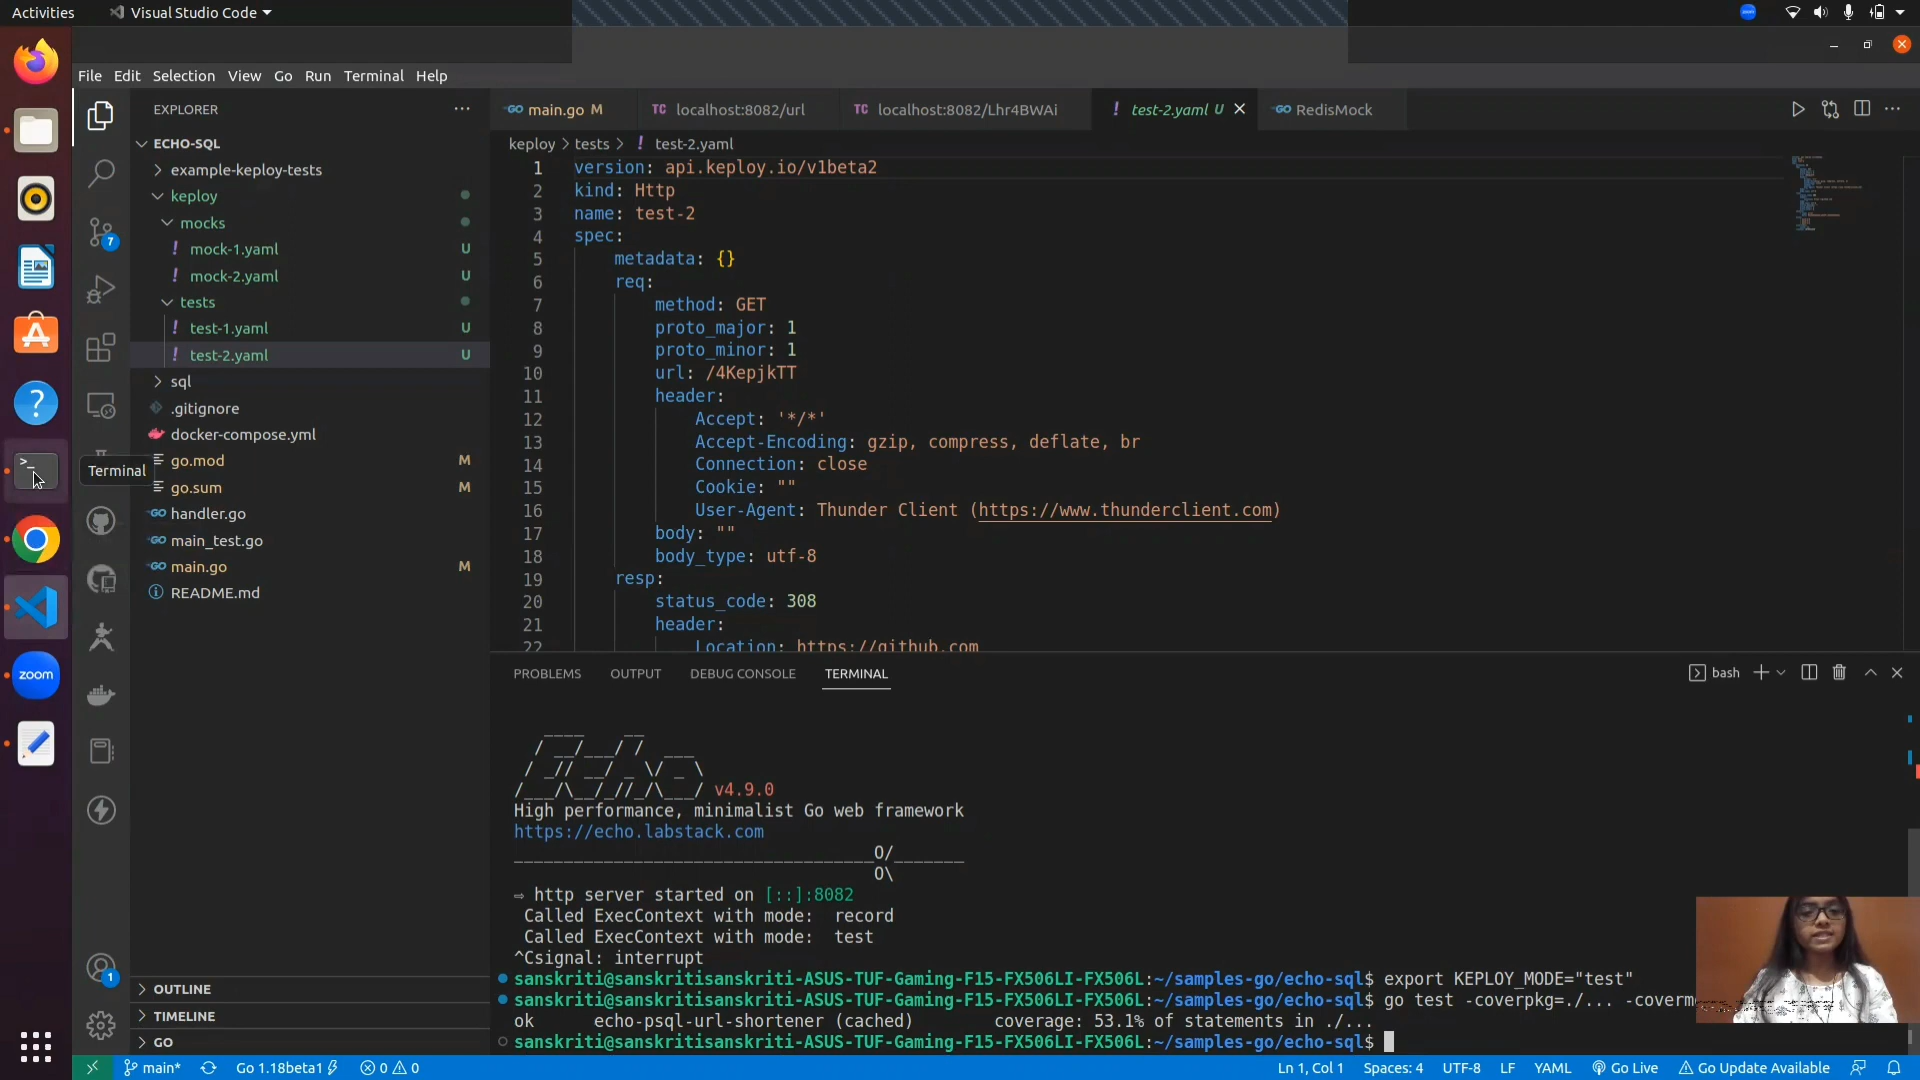 Activities
Visual Studio Code
File Edit Selection View Go Run Terminal Help
EXPLORER
main.go M
TC localhost:8082/url
TC localhost:8082/Lhr4BWAi
! test-2.yaml U
RedisMock
ECHO-SQL
example-keploy-tests
keploy
mocks
! mock-1.yaml U
! mock-2.yaml U
tests
! test-1.yaml U
! test-2.yaml U
sql
.gitignore
docker-compose.yml
go.mod M
go.sum M
handler.go
main_test.go
main.go M
README.md
Terminal
7
1
zoom
OUTLINE
TIMELINE
GO
keploy > tests > ! test-2.yaml
1 version: api.keploy.io/v1beta2
2 kind: Http
3 name: test-2
4 spec:
5 metadata: {}
6 req:
7 method: GET
8 proto_major: 1
9 proto_minor: 1
10 url: /4KepjkTT
11 header:
12 Accept: '*/*'
13 Accept-Encoding: gzip, compress, deflate, br
14 Connection: close
15 Cookie: ""
16 User-Agent: Thunder Client (https://www.thunderclient.com)
17 body: ""
18 body_type: utf-8
19 resp:
20 status_code: 308
21 header:
22 Location: https://github.com
PROBLEMS OUTPUT DEBUG CONSOLE TERMINAL
bash
Echo v4.9.0
High performance, minimalist Go web framework
https://echo.labstack.com
____________________________________O/_______
O\
⇨ http server started on [::]:8082
Called ExecContext with mode: record
Called ExecContext with mode: test
^Csignal: interrupt
sanskriti@sanskritisanskriti-ASUS-TUF-Gaming-F15-FX506LI-FX506L:~/samples-go/echo-sql$ export KEPLOY_MODE="test"
sanskriti@sanskritisanskriti-ASUS-TUF-Gaming-F15-FX506LI-FX506L:~/samples-go/echo-sql$ go test -coverpkg=./... -coverm
ok echo-psql-url-shortener (cached) coverage: 53.1% of statements in ./...
sanskriti@sanskritisanskriti-ASUS-TUF-Gaming-F15-FX506LI-FX506L:~/samples-go/echo-sql$
main* Go 1.18beta1 0 0
Ln 1, Col 1 Spaces: 4 UTF-8 LF YAML Go Live Go Update Available